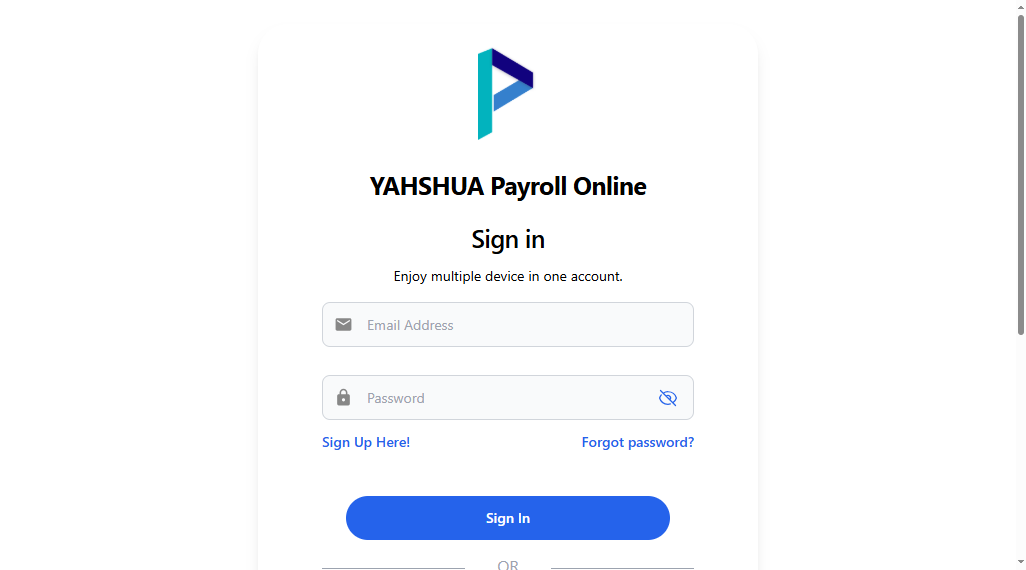 YAHSHUA Payroll Online
Sign in
Enjoy multiple device in one account.
Email Address
Password
Sign Up Here!
Forgot password?
Sign In
OR